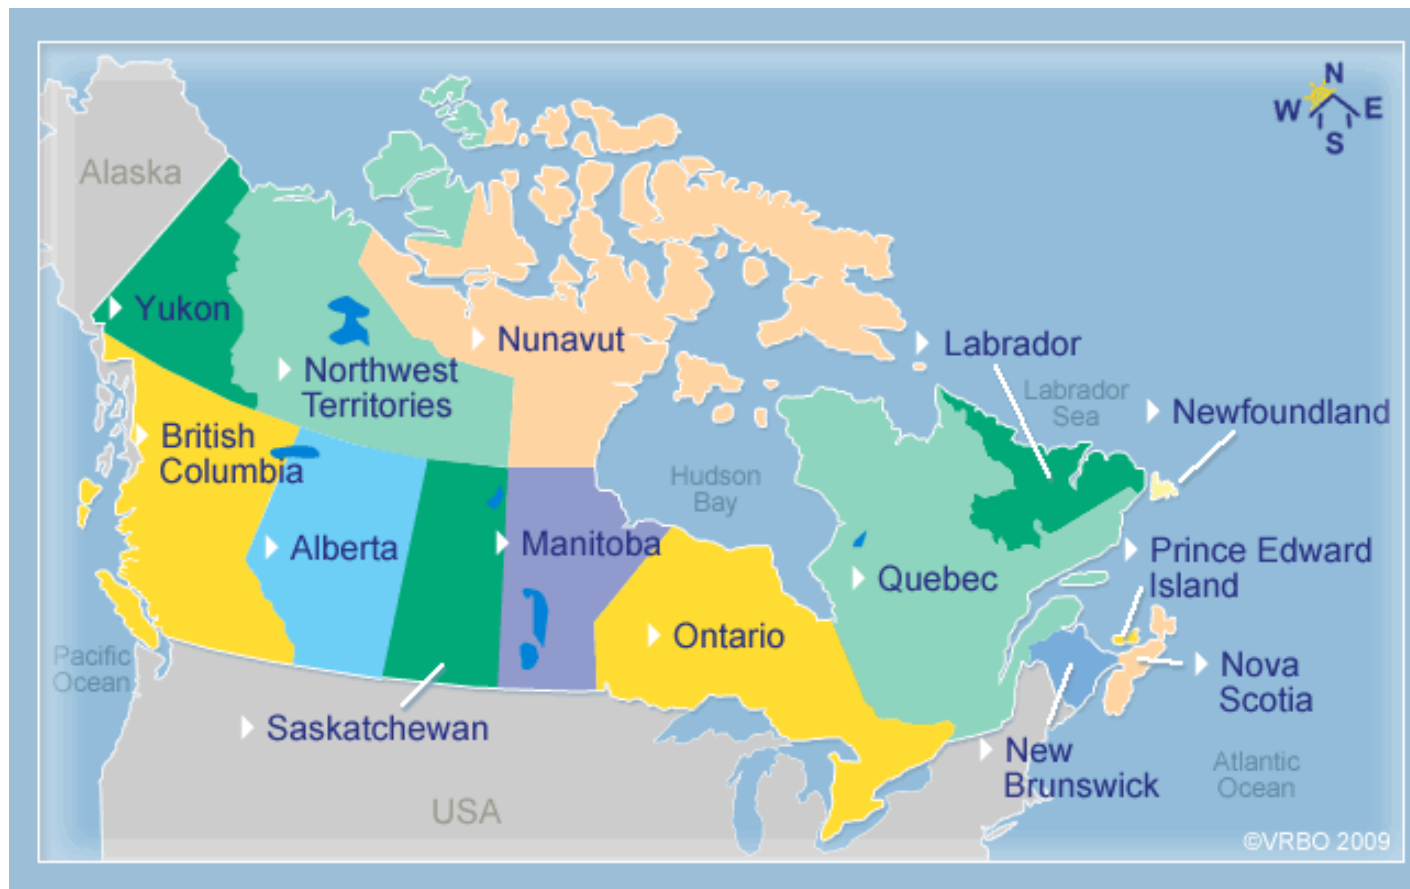 N
W E
S
Alaska
Yukon
Nunavut
Labrador
Northwest
Territories
Labrador
Sea
Newfoundland
British
Columbia
Hudson
Bay
Alberta
Manitoba
Prince Edward
Island
Quebec
Ontario
Pacific
Ocean
Nova
Scotia
Saskatchewan
New
Brunswick
Atlantic
Ocean
USA
©VRBO 2009